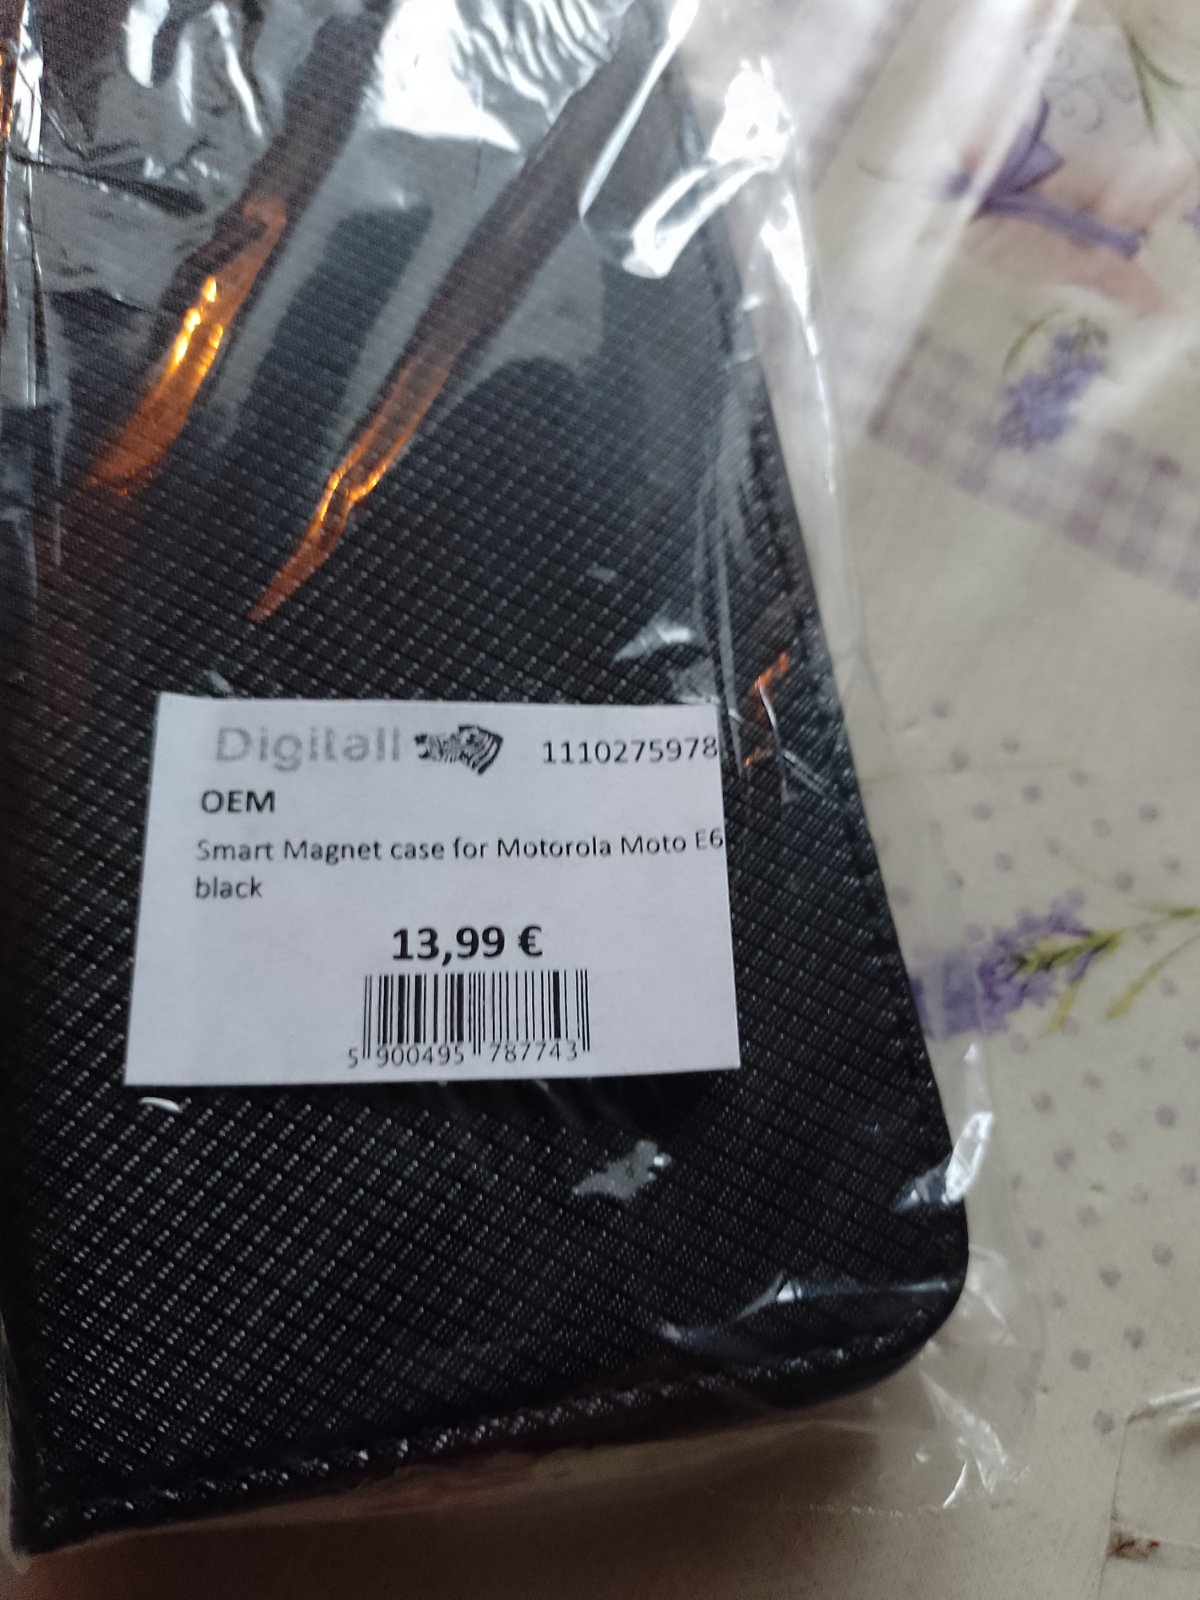 Digitall 1110275978
OEM
Smart Magnet case for Motorola Moto E6
black
13,99 €
5 900495 787743